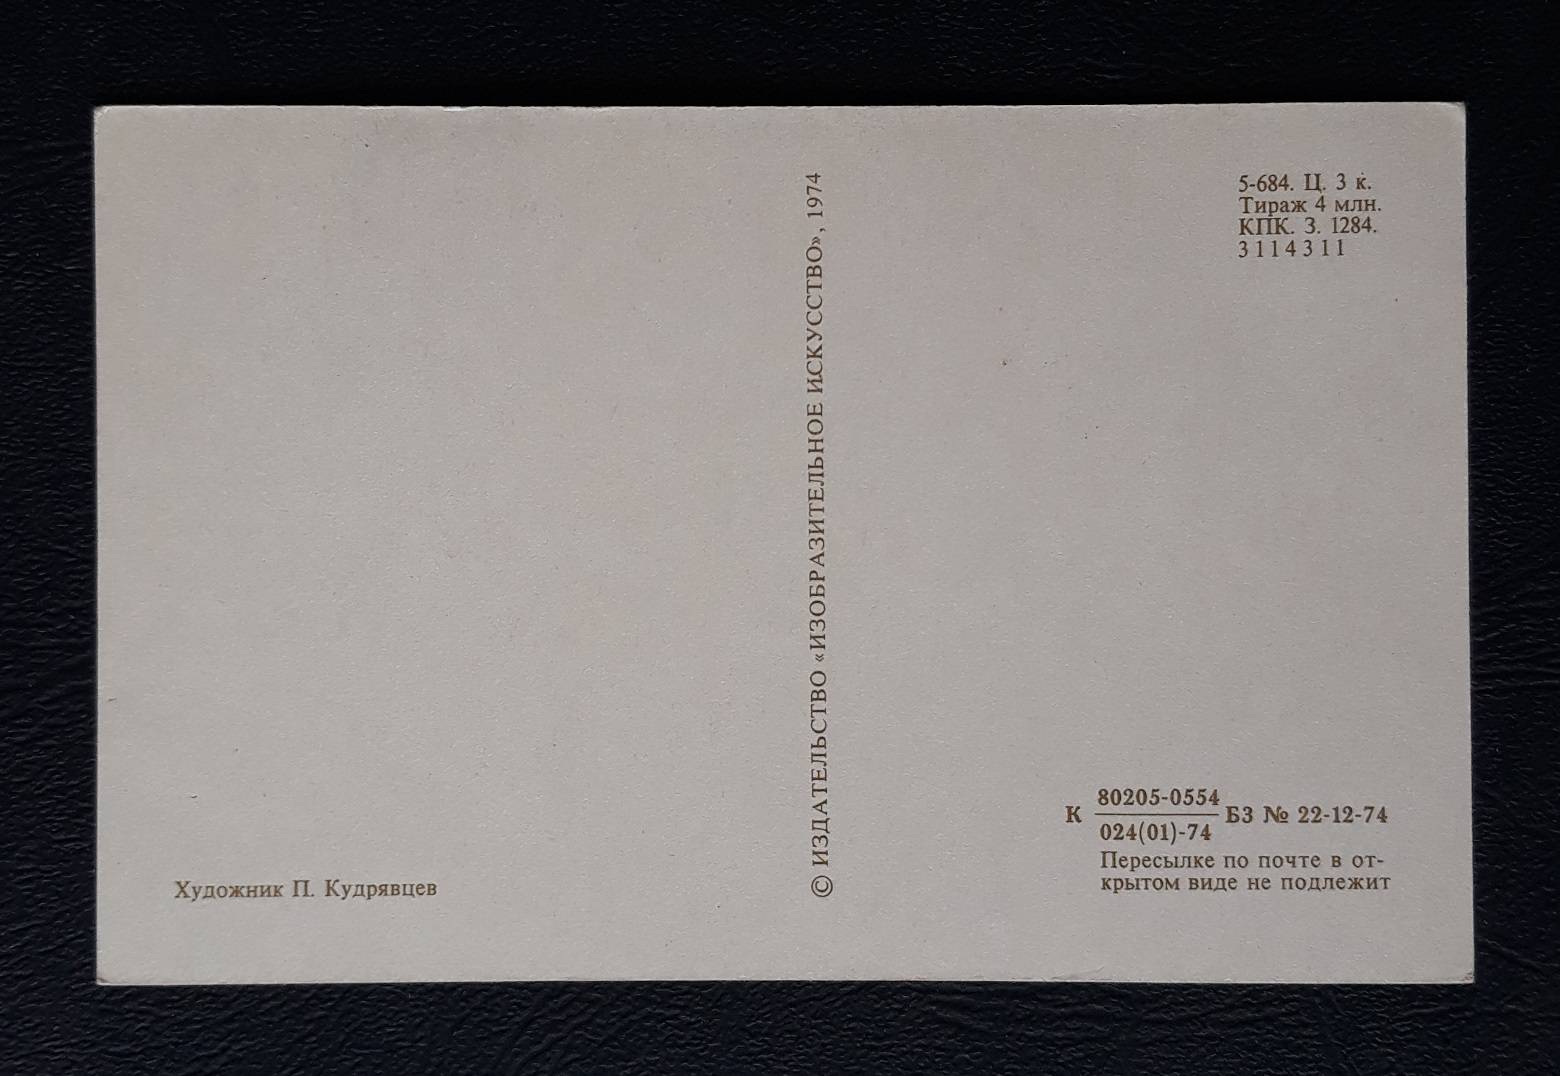 Художник П. Кудрявцев
© ИЗДАТЕЛЬСТВО «ИЗОБРАЗИТЕЛЬНОЕ ИСКУССТВО», 1974
5-684. Ц. 3 к.
Тираж 4 млн.
КПК. З. 1284.
3114311
80205-0554
К БЗ № 22-12-74
024(01)-74
Пересылке по почте в от-
крытом виде не подлежит